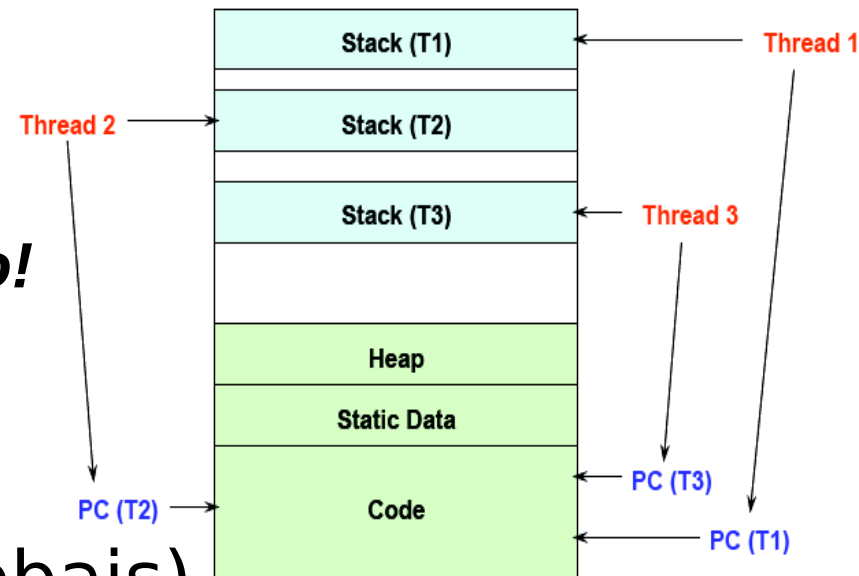 Stack (T1)
Thread 1
Thread 2
Stack (T2)
Stack (T3)
Thread 3
o!
Heap
Static Data
PC (T3)
PC (T2)
Code
PC (T1)
obais)